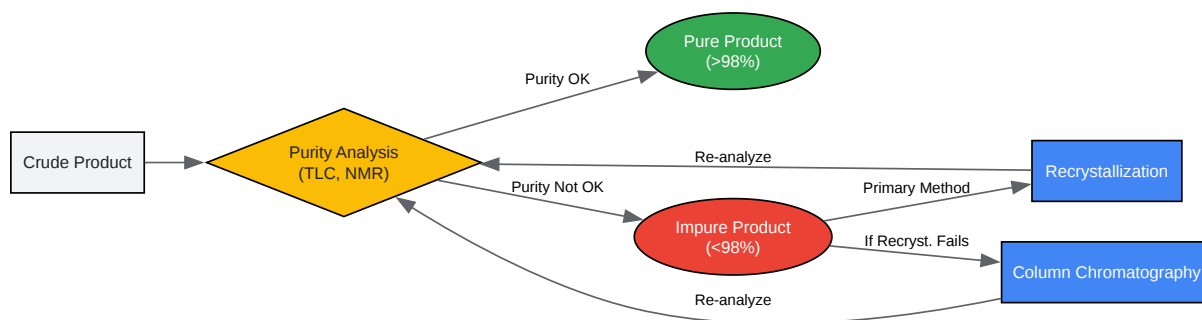 Pure Product
(>98%)
Purity OK
Crude Product
Purity Analysis
(TLC, NMR)
Re-analyze
Recrystallization
Purity Not OK
Primary Method
Impure Product
(<98%)
If Recryst. Fails
Column Chromatography
Re-analyze